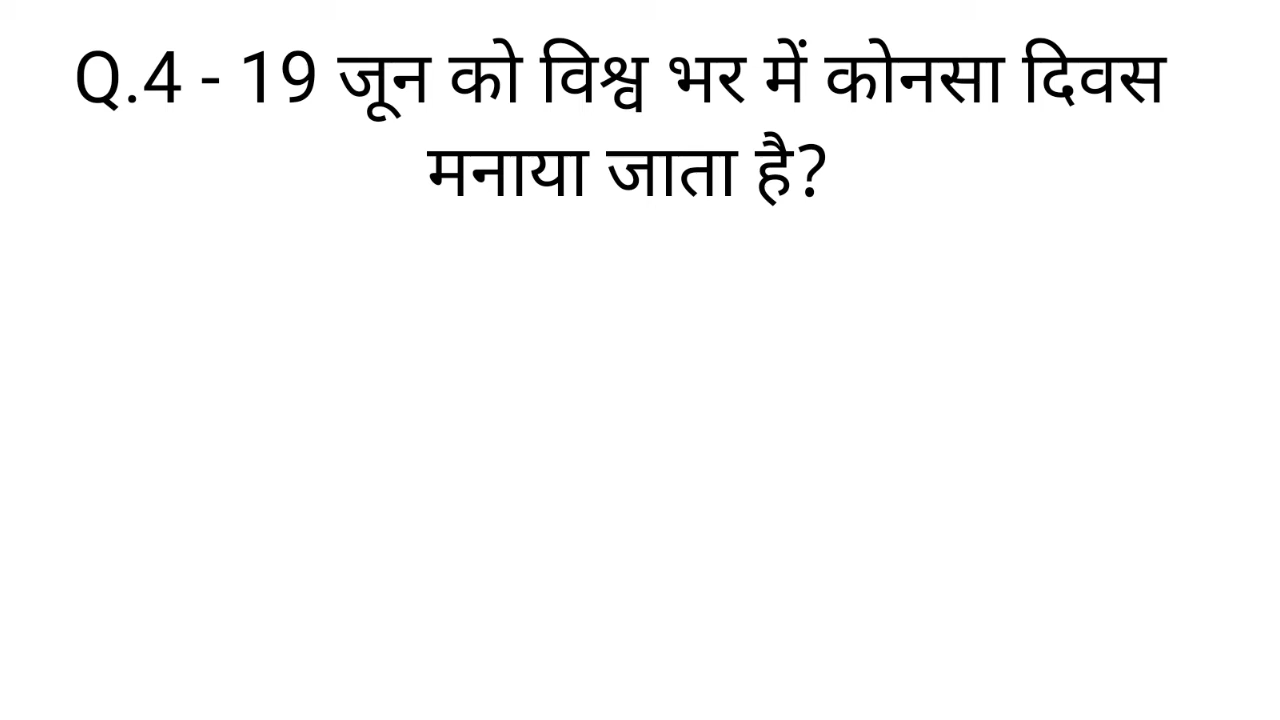 Q.4 - 19 जून को विश्व भर में कोनसा दिवस
मनाया जाता है?